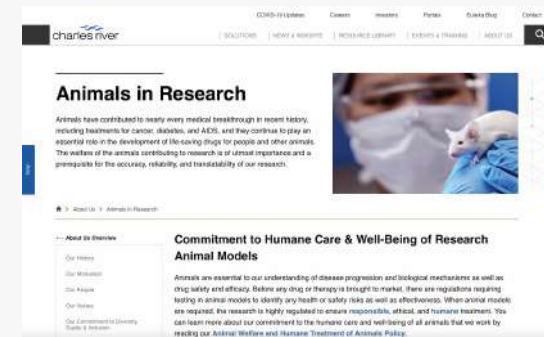 COVID-19 Updates Careers Investors Portals Eureka Blog Contact
charles river
SOLUTIONS NEWS & INSIGHTS RESOURCE LIBRARY EVENTS & TRAINING ABOUT US
Animals in Research
Animals have contributed to nearly every medical breakthrough in recent history,
including treatments for cancer, diabetes, and AIDS, and they continue to play an
essential role in the development of life-saving drugs for people and other animals.
The welfare of the animals contributing to research is of utmost importance and a
prerequisite for the accuracy, reliability, and translatability of our research.
About Us > Animals in Research
About Us Overview
Our History
Our Motivation
Our People
Our Values
Our Commitment to Diversity,
Equity & Inclusion
Commitment to Humane Care & Well-Being of Research
Animal Models
Animals are essential to our understanding of disease progression and biological mechanisms as well as
drug safety and efficacy. Before any drug or therapy is brought to market, there are regulations requiring
testing in animal models to identify any health or safety risks as well as effectiveness. When animal models
are required, the research is highly regulated to ensure responsible, ethical, and humane treatment. You
can learn more about our commitment to the humane care and well-being of all animals that we work by
reading our Animal Welfare and Humane Treatment of Animals Policy.